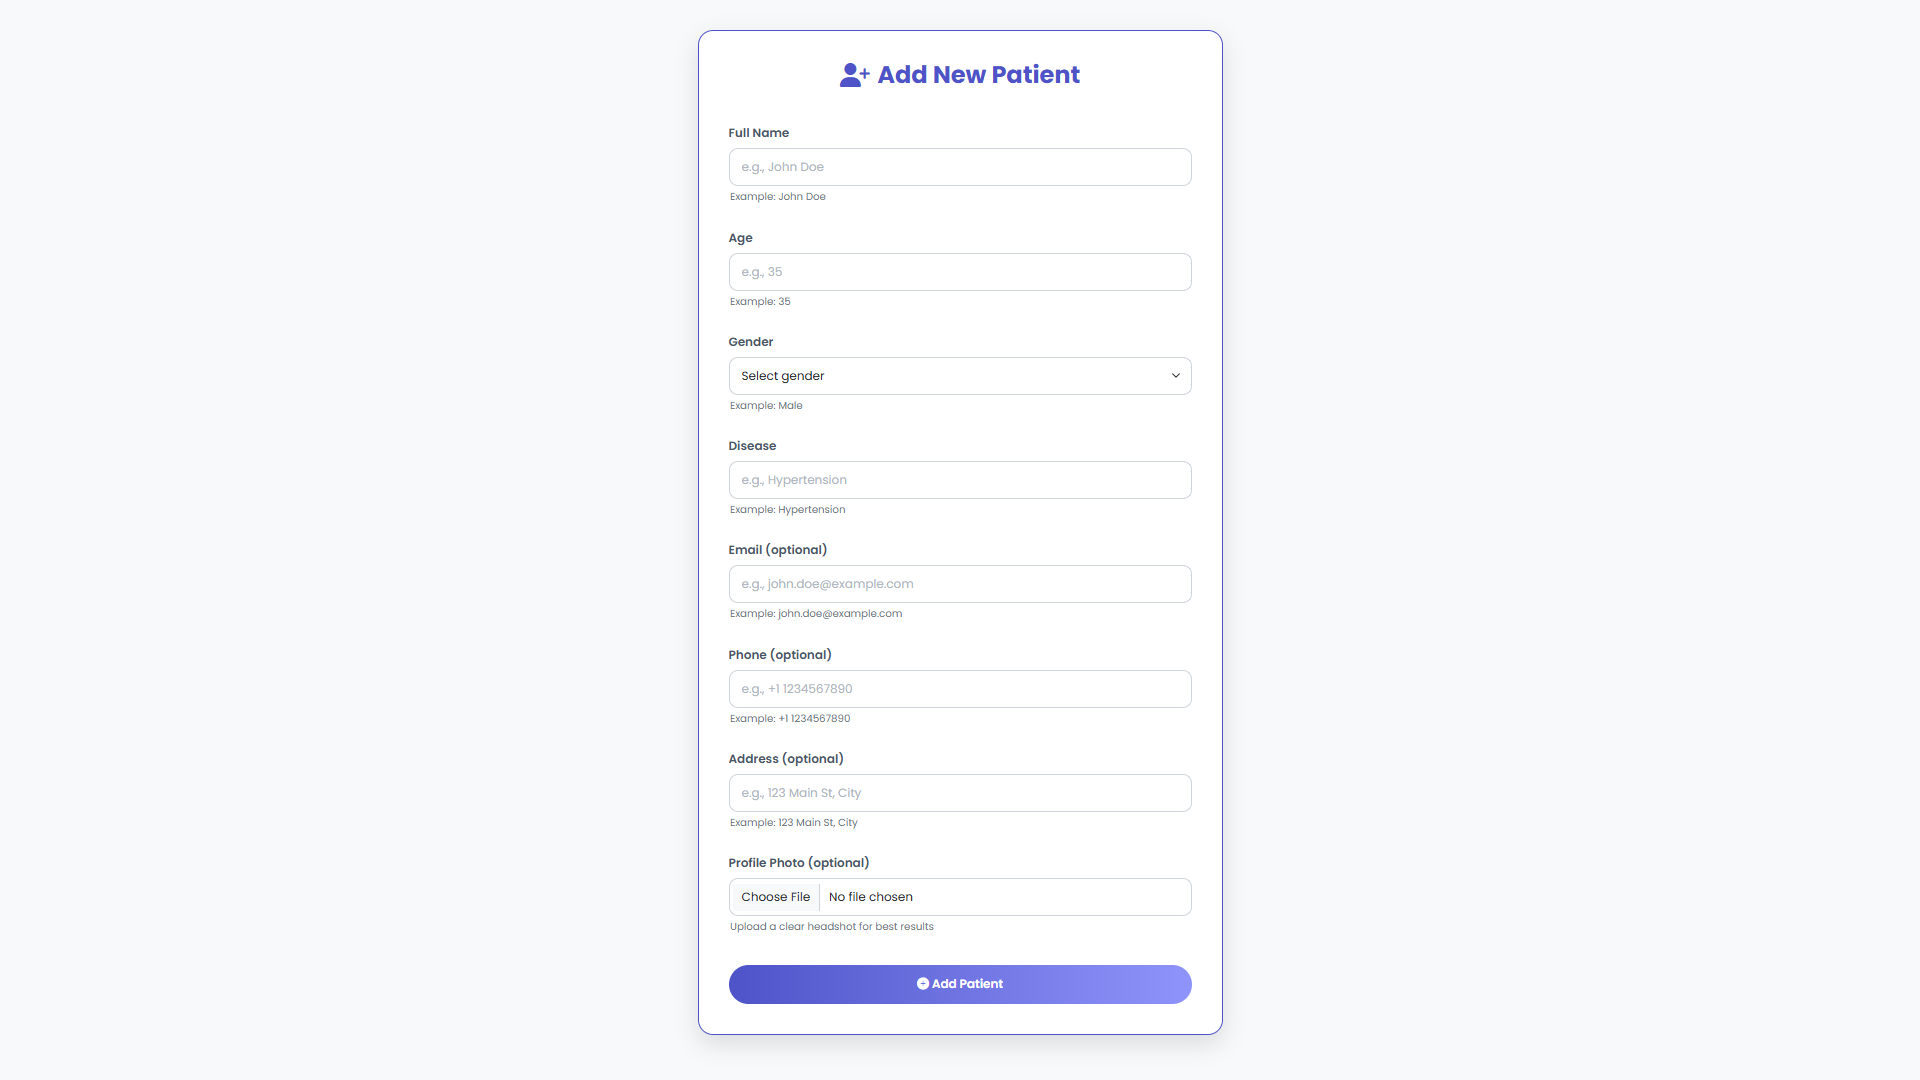 Add New Patient
Full Name
e.g., John Doe
Example: John Doe
Age
e.g., 35
Example: 35
Gender
Select gender
Example: Male
Disease
e.g., Hypertension
Example: Hypertension
Email (optional)
e.g., john.doe@example.com
Example: john.doe@example.com
Phone (optional)
e.g., +1 1234567890
Example: +1 1234567890
Address (optional)
e.g., 123 Main St, City
Example: 123 Main St, City
Profile Photo (optional)
Choose File No file chosen
Upload a clear headshot for best results
Add Patient